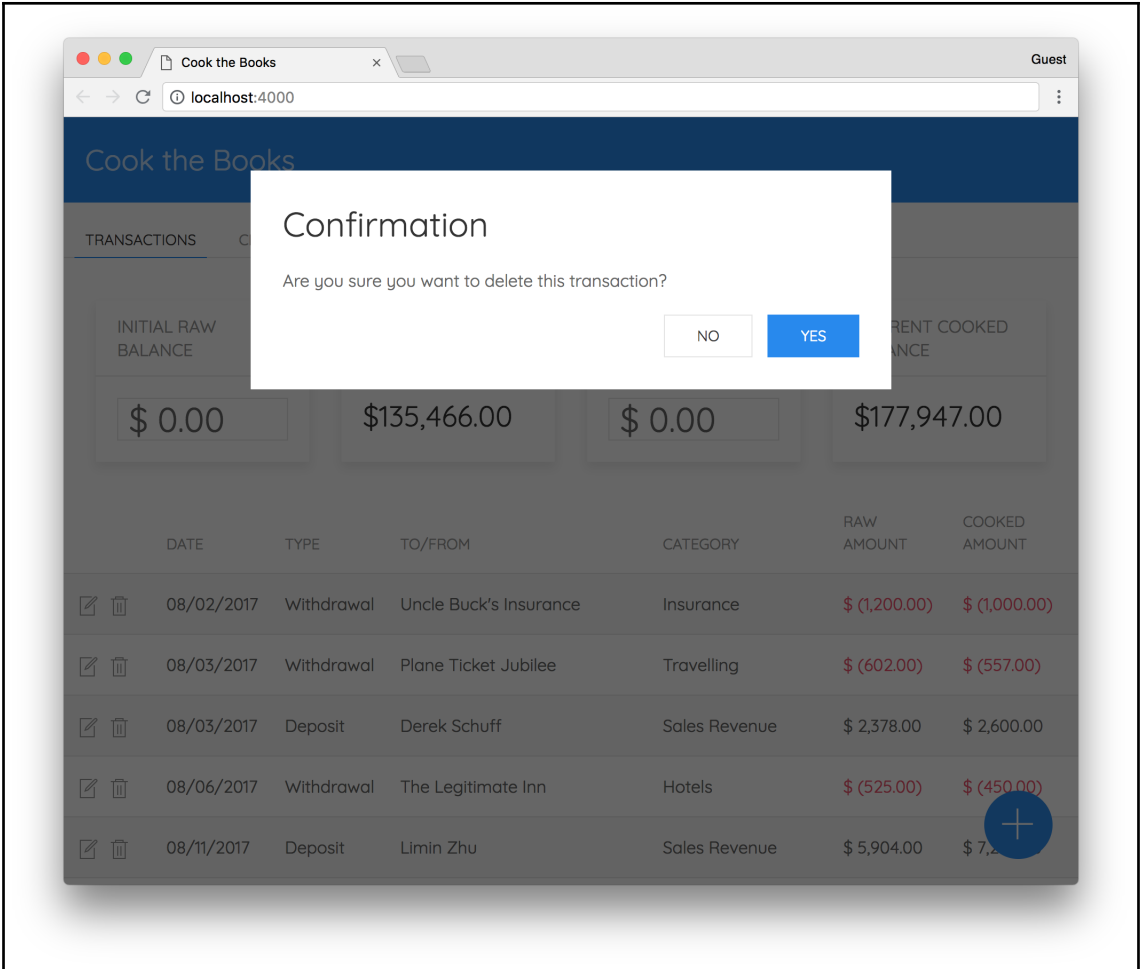 Cook the Books
Guest
localhost:4000
Cook the Books
Confirmation
TRANSACTIONS
Are you sure you want to delete this transaction?
NO YES
INITIAL RAW
BALANCE
$ 0.00 $135,466.00 $ 0.00 $177,947.00
RAW COOKED
DATE TYPE TO/FROM CATEGORY AMOUNT AMOUNT
08/02/2017 Withdrawal Uncle Buck's Insurance Insurance $ (1,200.00) $ (1,000.00)
08/03/2017 Withdrawal Plane Ticket Jubilee Travelling $ (602.00) $ (557.00)
08/03/2017 Deposit Derek Schuff Sales Revenue $ 2,378.00 $ 2,600.00
08/06/2017 Withdrawal The Legitimate Inn Hotels $ (525.00) $ (450.00)
08/11/2017 Deposit Limin Zhu Sales Revenue $ 5,904.00